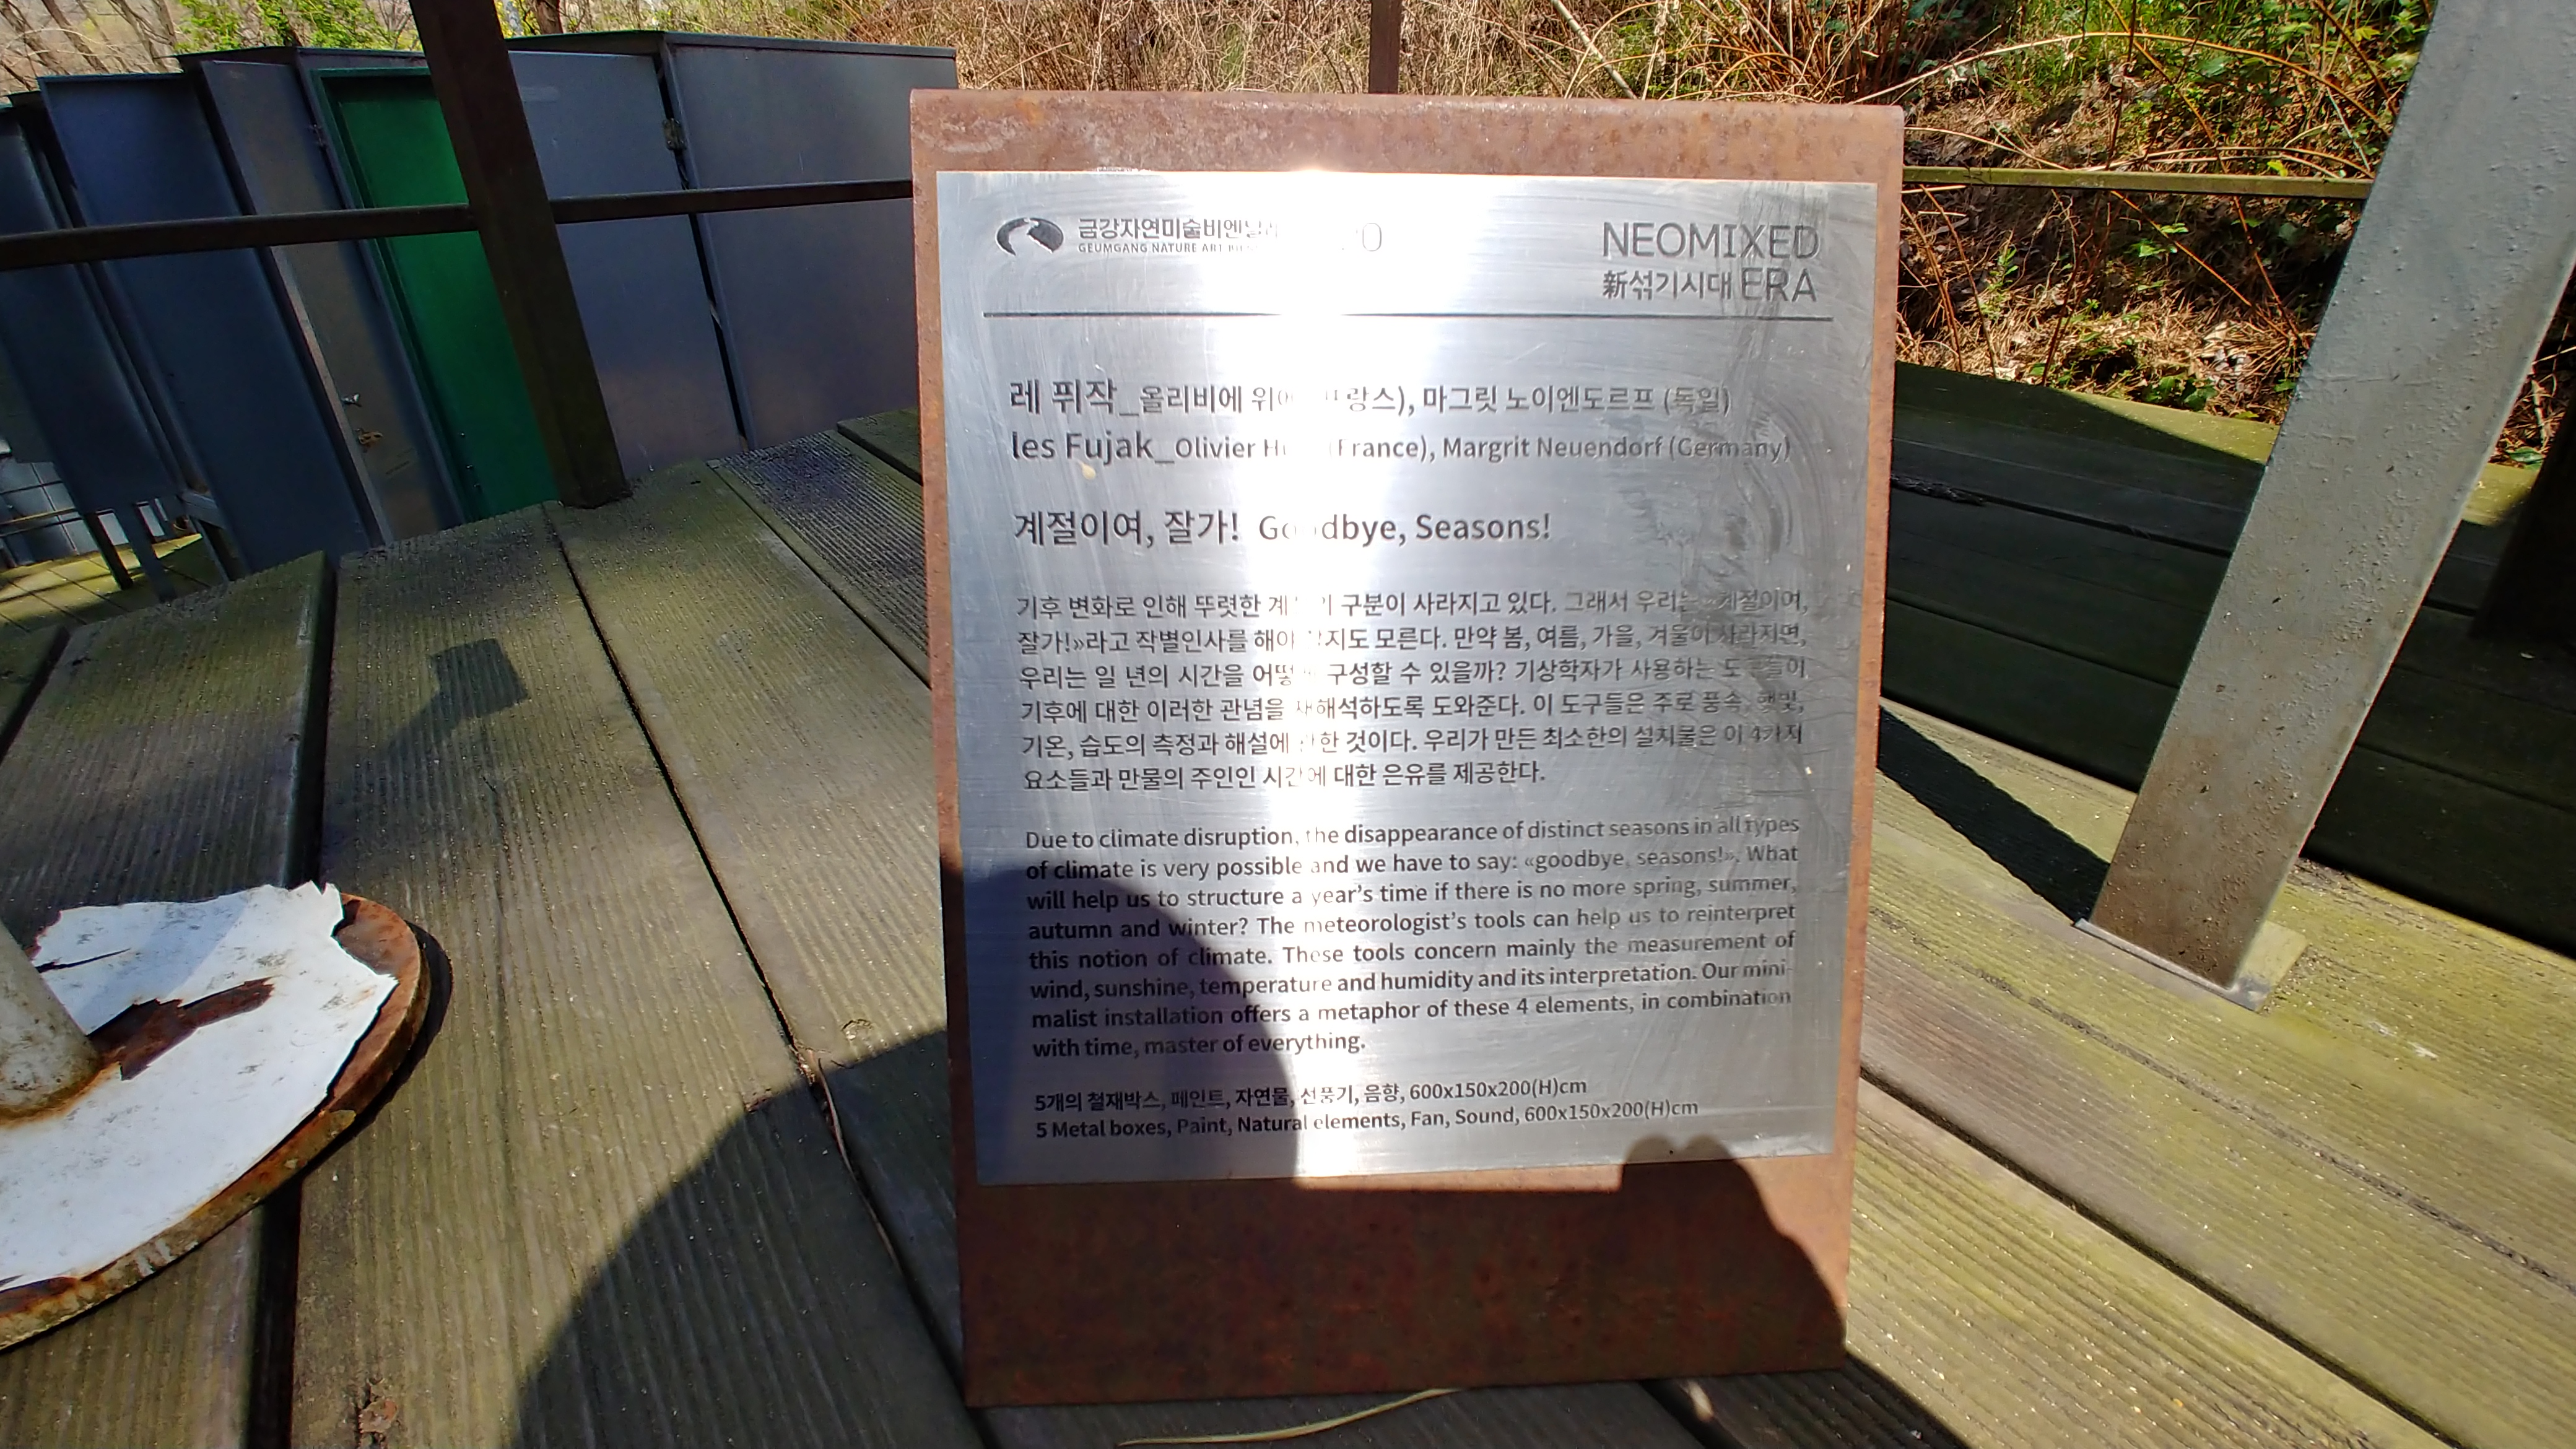 금강자연미술비엔날레
GEUMGANG NATURE ART
NEOMIXED
新섞기시대 ERA
레 퓌작_올리비에 마그릿 노이엔도르프 (독일)
les Fujak_Olivier (France), Margrit Neuendorf (Germany)
계절이여, 잘가! Goodbye, Seasons!
기후 변화로 인해 뚜렷한 구분이 사라지고 있다. 그래서 우리는 «계절이여,
잘가!»라고 작별인사를 해야 할지도 모른다. 만약 봄, 여름, 가을, 겨울이 사라지면,
우리는 일 년의 시간을 어떻게 구성할 수 있을까? 기상학자가 사용하는 도구들이
기후에 대한 이러한 관념을 재해석하도록 도와준다. 이 도구들은 주로 풍속, 햇빛,
기온, 습도의 측정과 해설에 관한 것이다. 우리가 만든 최소한의 설치물은 이 4가지
요소들과 만물의 주인인 시간에 대한 은유를 제공한다.
Due to climate disruption, the disappearance of distinct seasons in all types
of climate is very possible and we have to say: «goodbye, seasons!». What
will help us to structure a year's time if there is no more spring, summer,
autumn and winter? The meteorologist's tools can help us to reinterpret
this notion of climate. These tools concern mainly the measurement of
wind, sunshine, temperature and humidity and its interpretation. Our mini-
malist installation offers a metaphor of these 4 elements, in combination
with time, master of everything.
5개의 철재박스, 페인트, 자연물, 선풍기, 음향, 600x150x200(H)cm
5 Metal boxes, Paint, Natural elements, Fan, Sound, 600x150x200(H)cm